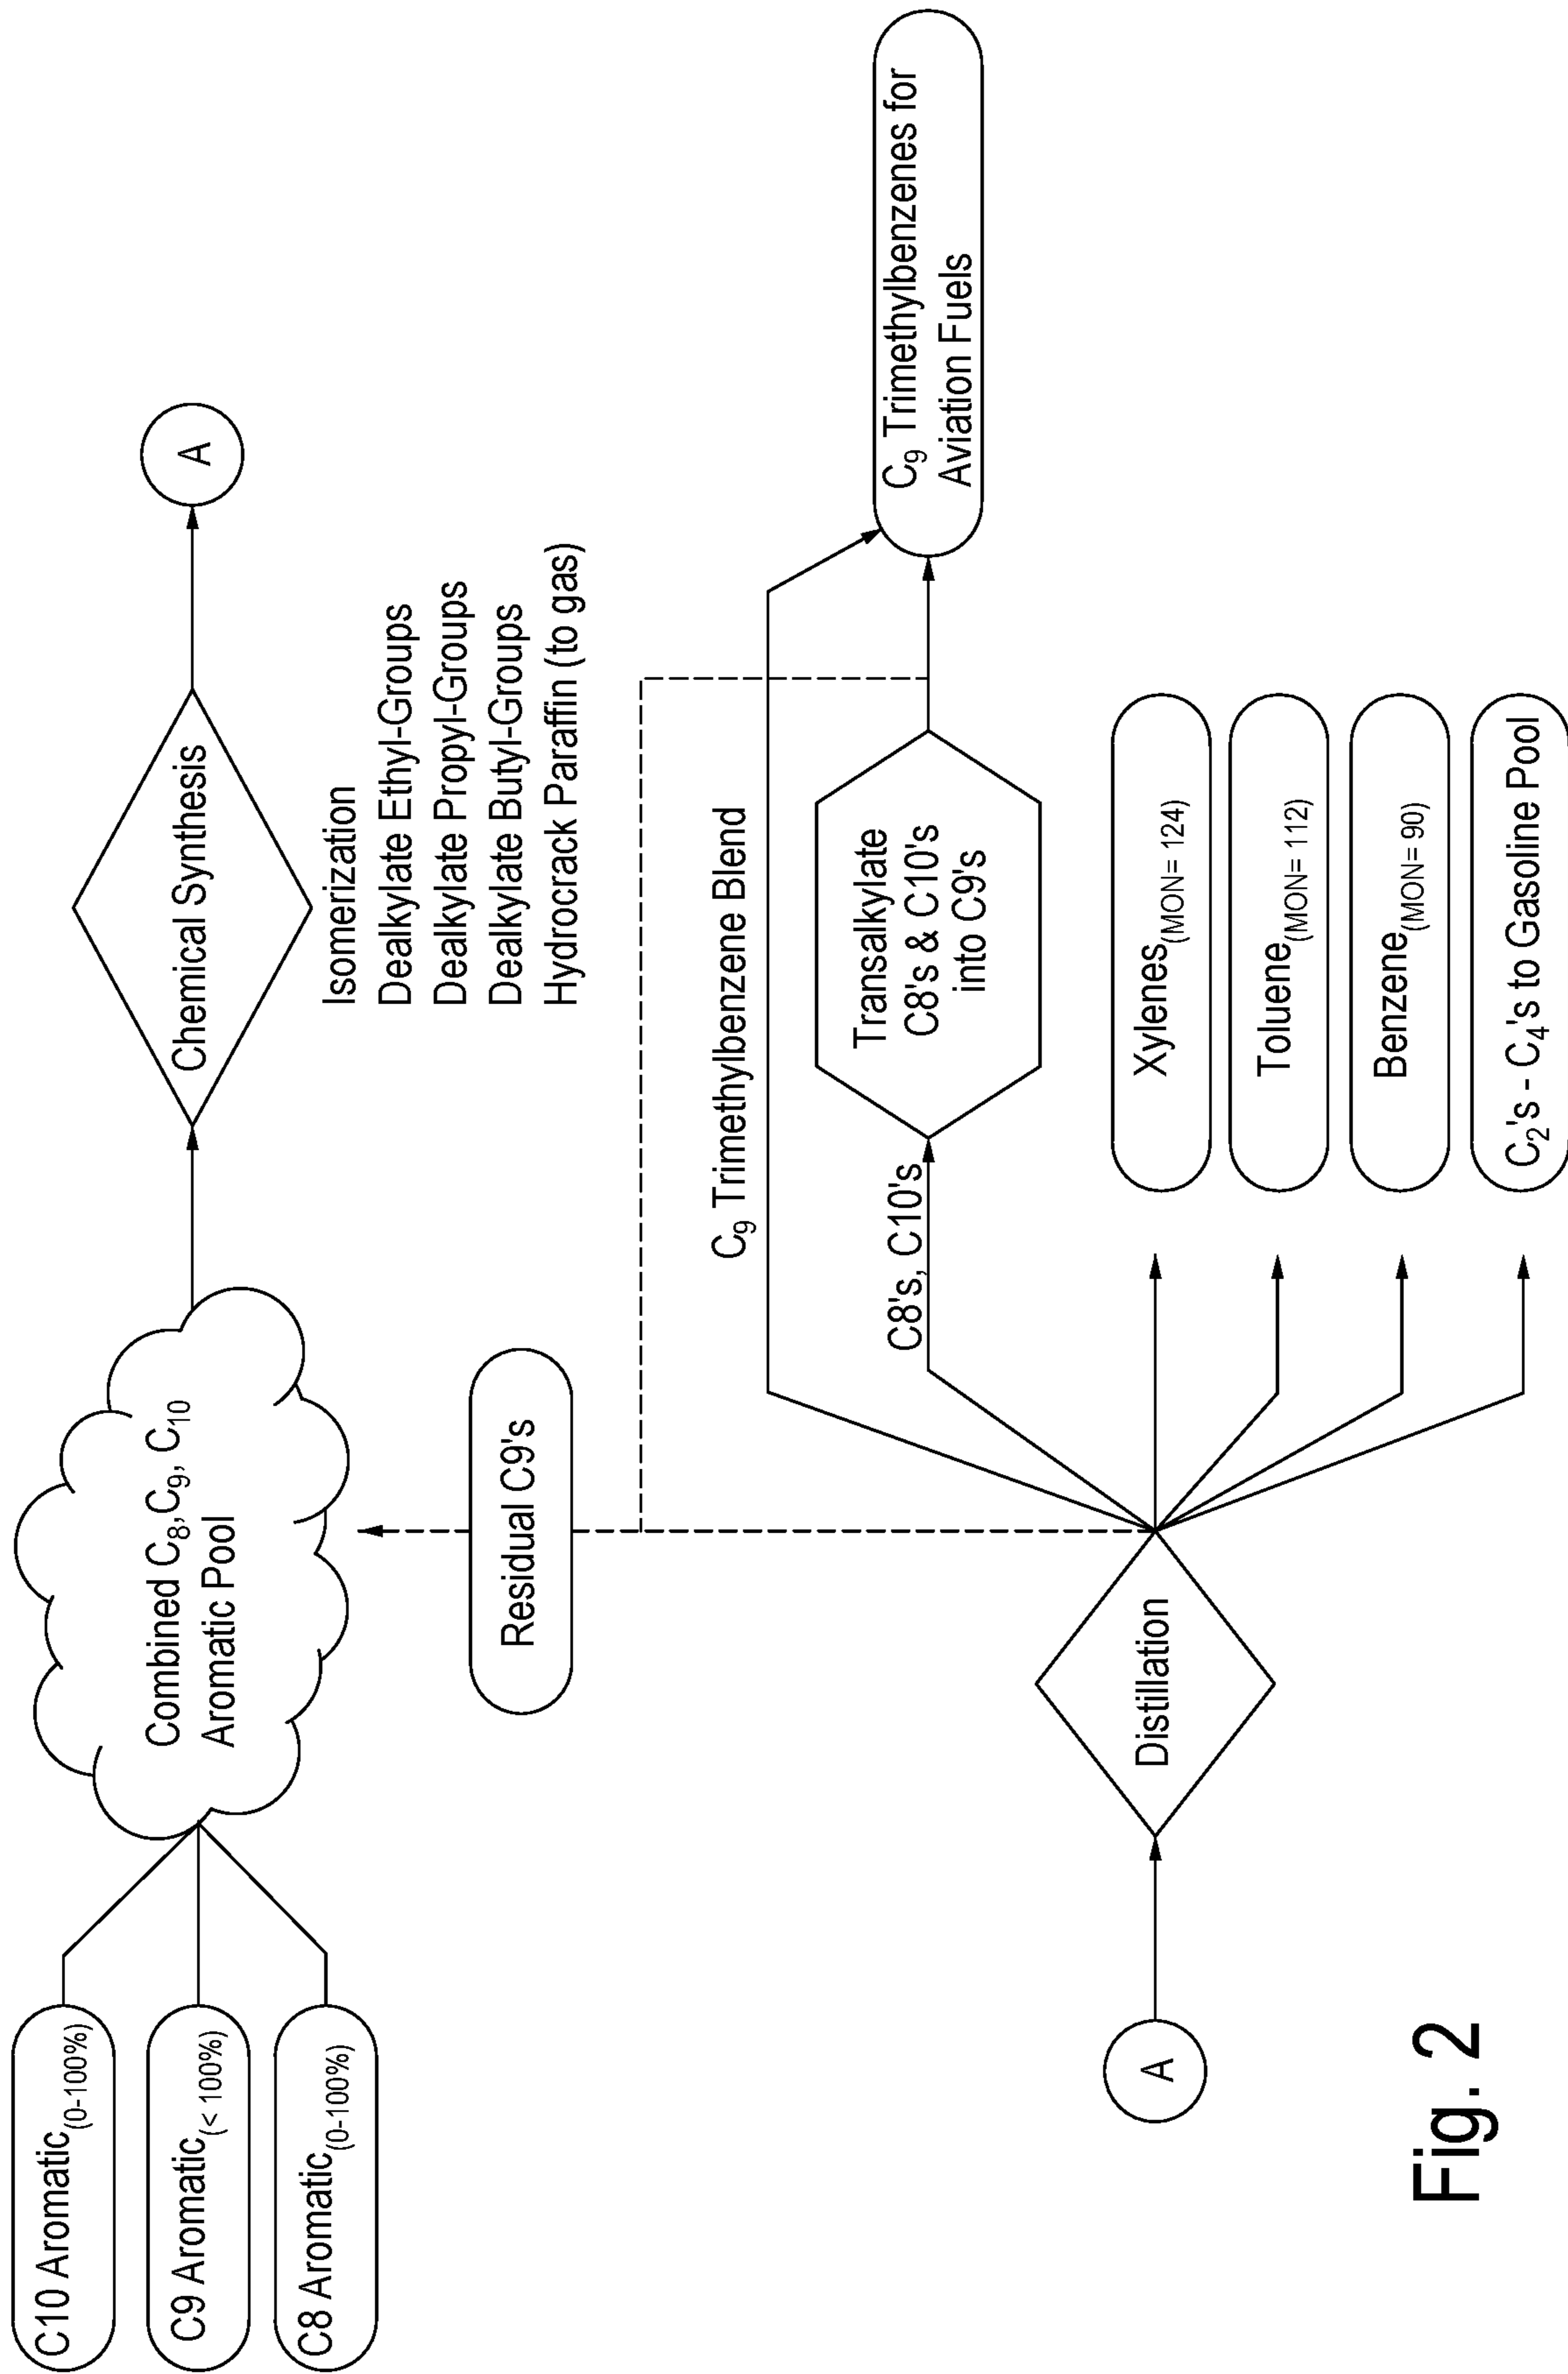 C10 Aromatic(0-100%)
C9 Aromatic(< 100%)
C8 Aromatic(0-100%)
Combined C8, C9, C10
Aromatic Pool
Chemical Synthesis
A
Isomerization
Dealkylate Ethyl-Groups
Dealkylate Propyl-Groups
Dealkylate Butyl-Groups
Hydrocrack Paraffin (to gas)
Residual C9's
A
Distillation
C9 Trimethylbenzene Blend
C8's, C10's
Transalkylate
C8's & C10's
into C9's
C9 Trimethylbenzenes for
Aviation Fuels
Xylenes(MON= 124)
Toluene(MON= 112)
Benzene(MON= 90)
C2's - C4's to Gasoline Pool
Fig. 2